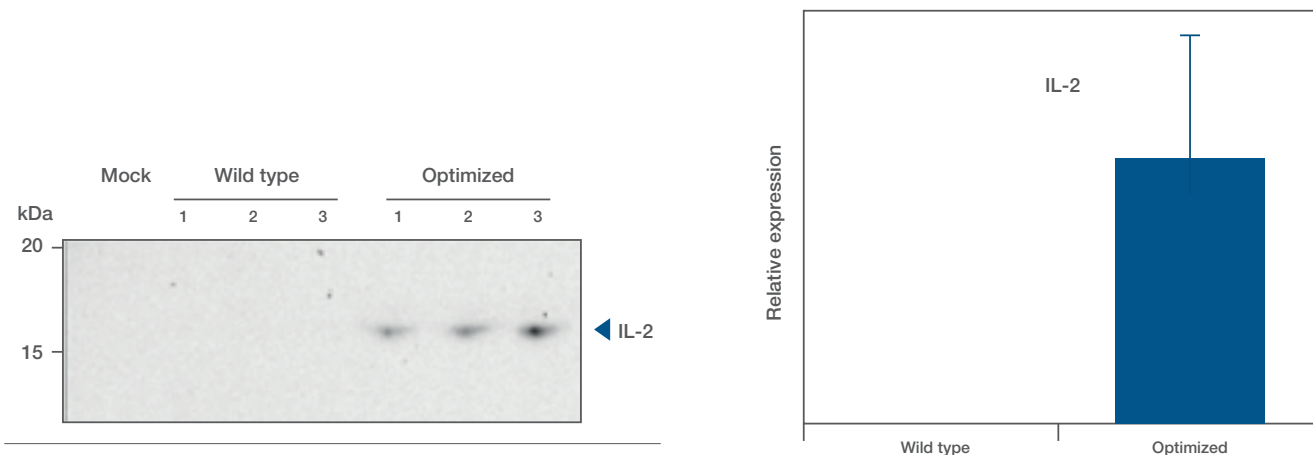 Mock Wild type Optimized
kDa 1 2 3 1 2 3
20
15
IL-2
IL-2
Relative expression
Wild type Optimized